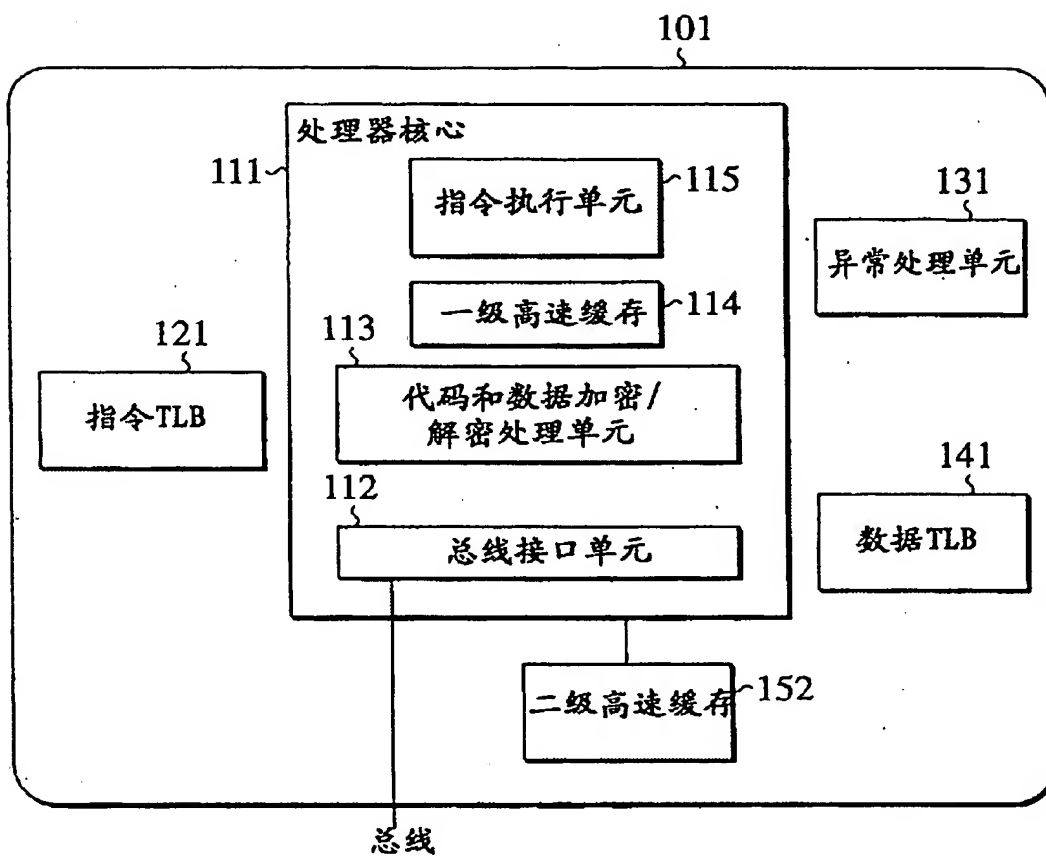 101
处理器核心
111
指令执行单元
115
131
异常处理单元
一级高速缓存
114
113
121
代码和数据加密/
解密处理单元
指令TLB
112
141
总线接口单元
数据TLB
二级高速缓存
152
总线